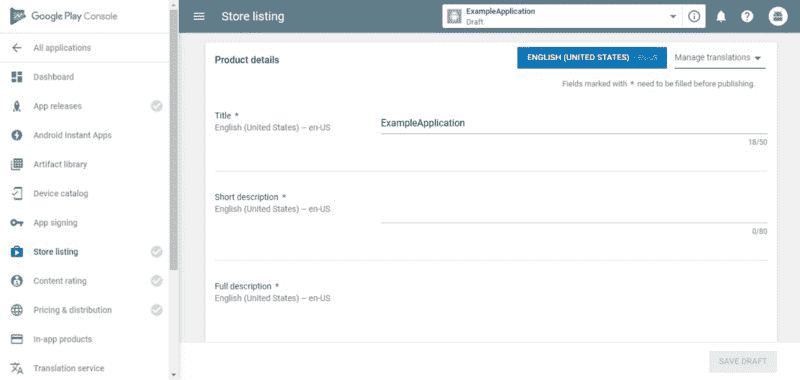 Google Play Console
Store listing
ExampleApplication
Draft
All applications
Product details
ENGLISH (UNITED STATES) – EN-US
Manage translations
Dashboard
Fields marked with * need to be filled before publishing.
App releases
Title *
English (United States) – en-US
ExampleApplication
Android Instant Apps
18/50
Artifact library
Device catalog
Short description *
English (United States) – en-US
App signing
0/80
Store listing
Content rating
Full description *
English (United States) – en-US
Pricing & distribution
In-app products
Translation service
SAVE DRAFT